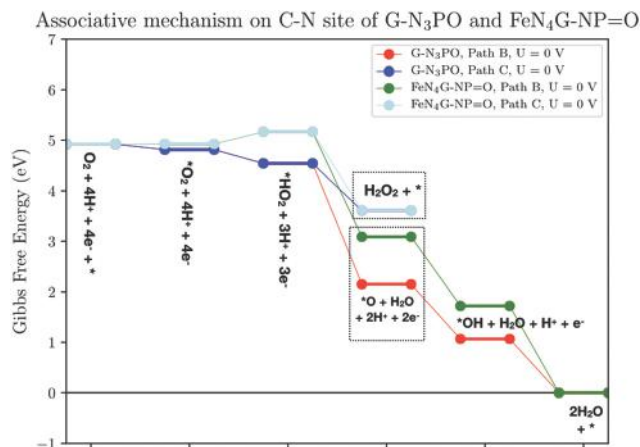 Associative mechanism on C-N site of G-N₃PO and FeN₄G-NP=O
G-N₃PO, Path B, U = 0 V
G-N₃PO, Path C, U = 0 V
FeN₄G-NP=O, Path B, U = 0 V
FeN₄G-NP=O, Path C, U = 0 V
Gibbs Free Energy (eV)
7
6
5
4
3
2
1
0
−1
O₂ + 4H⁺ + 4e⁻ + *
*O₂ + 4H⁺ + 4e⁻
*HO₂ + 3H⁺ + 3e⁻
H₂O₂ + *
*O + H₂O
+ 2H⁺ + 2e⁻
*OH + H₂O + H⁺ + e⁻
2H₂O
+ *